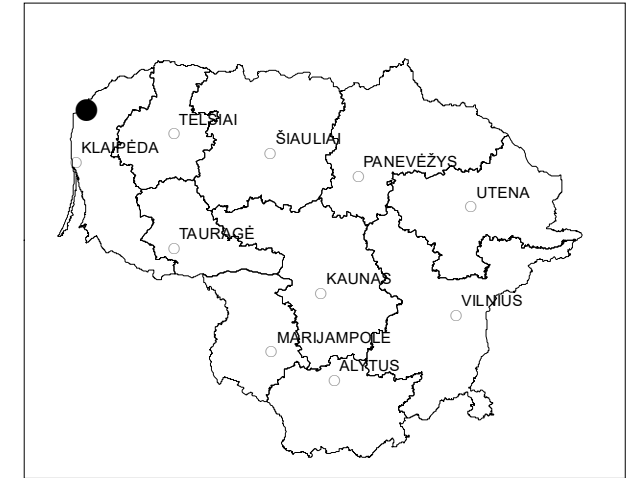 TELŠIAI
KLAIPĖDA
ŠIAULIAI
PANEVĖŽYS
UTENA
TAURAGĖ
KAUNAS
VILNIUS
MARIJAMPOLĖ
ALYTUS